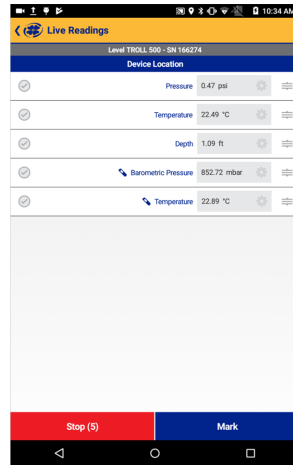 10:34 AM
Live Readings
Level TROLL 500 - SN 166274
Device Location
Pressure 0.47 psi
Temperature 22.49 °C
Depth 1.09 ft
Barometric Pressure 852.72 mbar
Temperature 22.89 °C
Stop (5) Mark